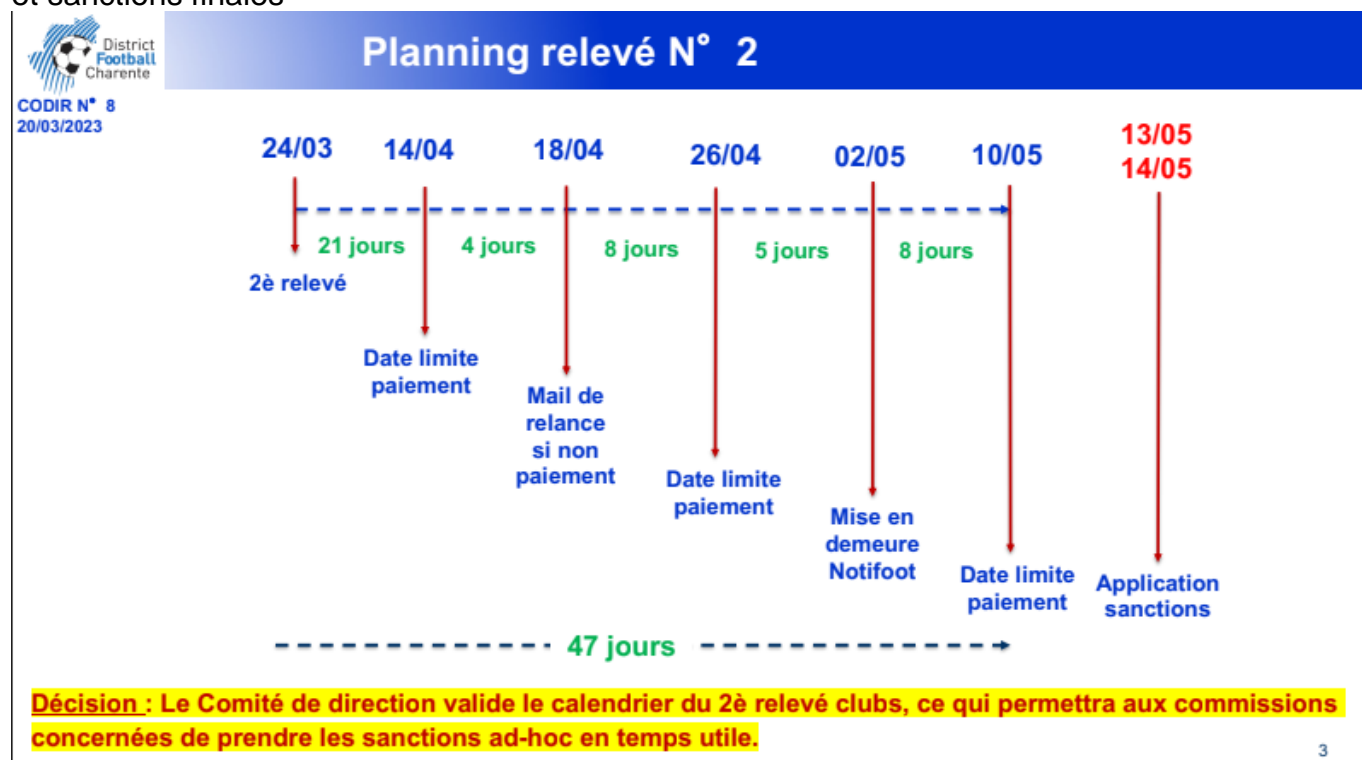 et sanctions finales
District
Football
Charente
Planning relevé N° 2
CODIR N° 8
20/03/2023
24/03
14/04
18/04
26/04
02/05
10/05
13/05
14/05
21 jours
4 jours
8 jours
5 jours
8 jours
2è relevé
Date limite
paiement
Mail de
relance
si non
paiement
Date limite
paiement
Mise en
demeure
Notifoot
Date limite
paiement
Application
sanctions
47 jours
Décision : Le Comité de direction valide le calendrier du 2è relevé clubs, ce qui permettra aux commissions
concernées de prendre les sanctions ad-hoc en temps utile.
3